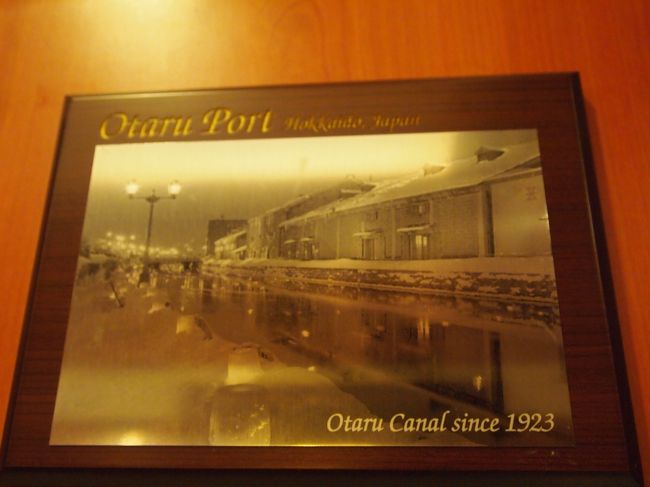 Otaru Port Hokkaido, Japan
Otaru Canal since 1923